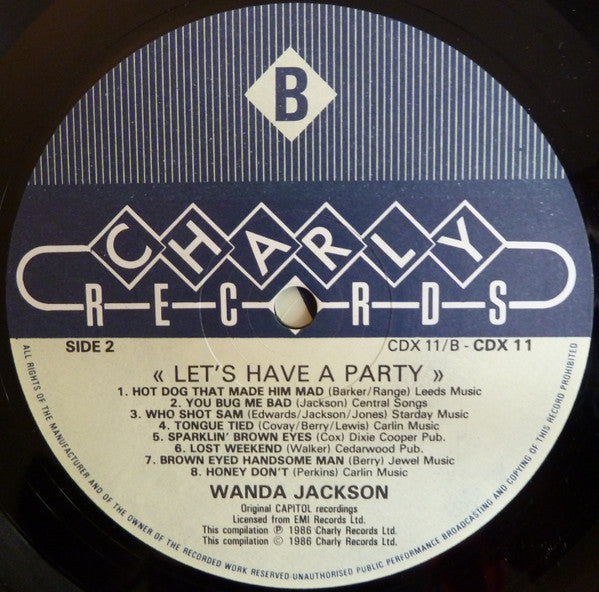 B
CHARLY
RECORDS
SIDE 2
CDX 11/B - CDX 11
« LET'S HAVE A PARTY »
1. HOT DOG THAT MADE HIM MAD (Barker/Range) Leeds Music
2. YOU BUG ME BAD (Jackson) Central Songs
3. WHO SHOT SAM (Edwards/Jackson/Jones) Starday Music
4. TONGUE TIED (Covay/Berry/Lewis) Carlin Music
5. SPARKLIN' BROWN EYES (Cox) Dixie Cooper Pub.
6. LOST WEEKEND (Walker) Cedarwood Pub.
7. BROWN EYED HANDSOME MAN (Berry) Jewel Music
8. HONEY DON'T (Perkins) Carlin Music
WANDA JACKSON
Original CAPITOL recordings
Licensed from EMI Records Ltd.
This compilation Ⓟ 1986 Charly Records Ltd.
This compilation © 1986 Charly Records Ltd.
ALL RIGHTS OF THE MANUFACTURER AND OF THE OWNER OF THE RECORDED WORK RESERVED-UNAUTHORISED PUBLIC PERFORMANCE BROADCASTING AND COPYING OF THIS RECORD PROHIBITED